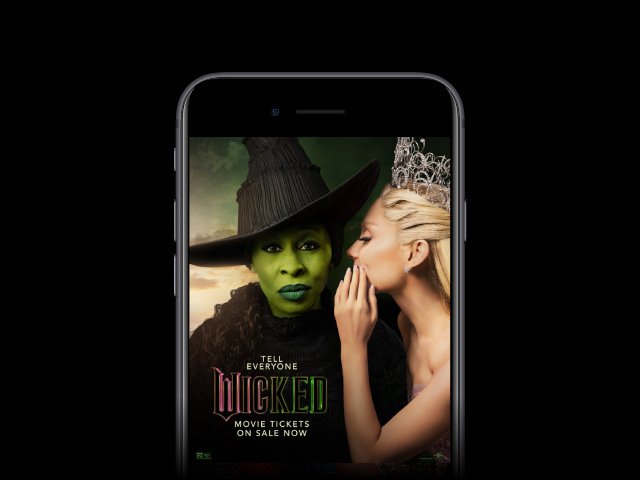 TELL
EVERYONE
WICKED
MOVIE TICKETS
ON SALE NOW